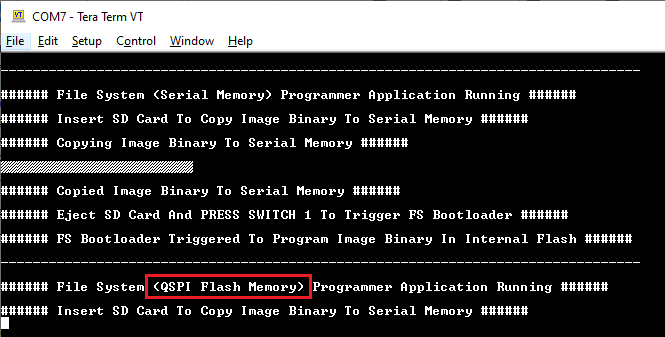 COM7 - Tera Term VT
File Edit Setup Control Window Help
###### File System (Serial Memory) Programmer Application Running ######
###### Insert SD Card To Copy Image Binary To Serial Memory ######
###### Copying Image Binary To Serial Memory ######
###### Copied Image Binary To Serial Memory ######
###### Eject SD Card And PRESS SWITCH 1 To Trigger FS Bootloader ######
###### FS Bootloader Triggered To Program Image Binary In Internal Flash ######
###### File System (QSPI Flash Memory) Programmer Application Running ######
###### Insert SD Card To Copy Image Binary To Serial Memory ######